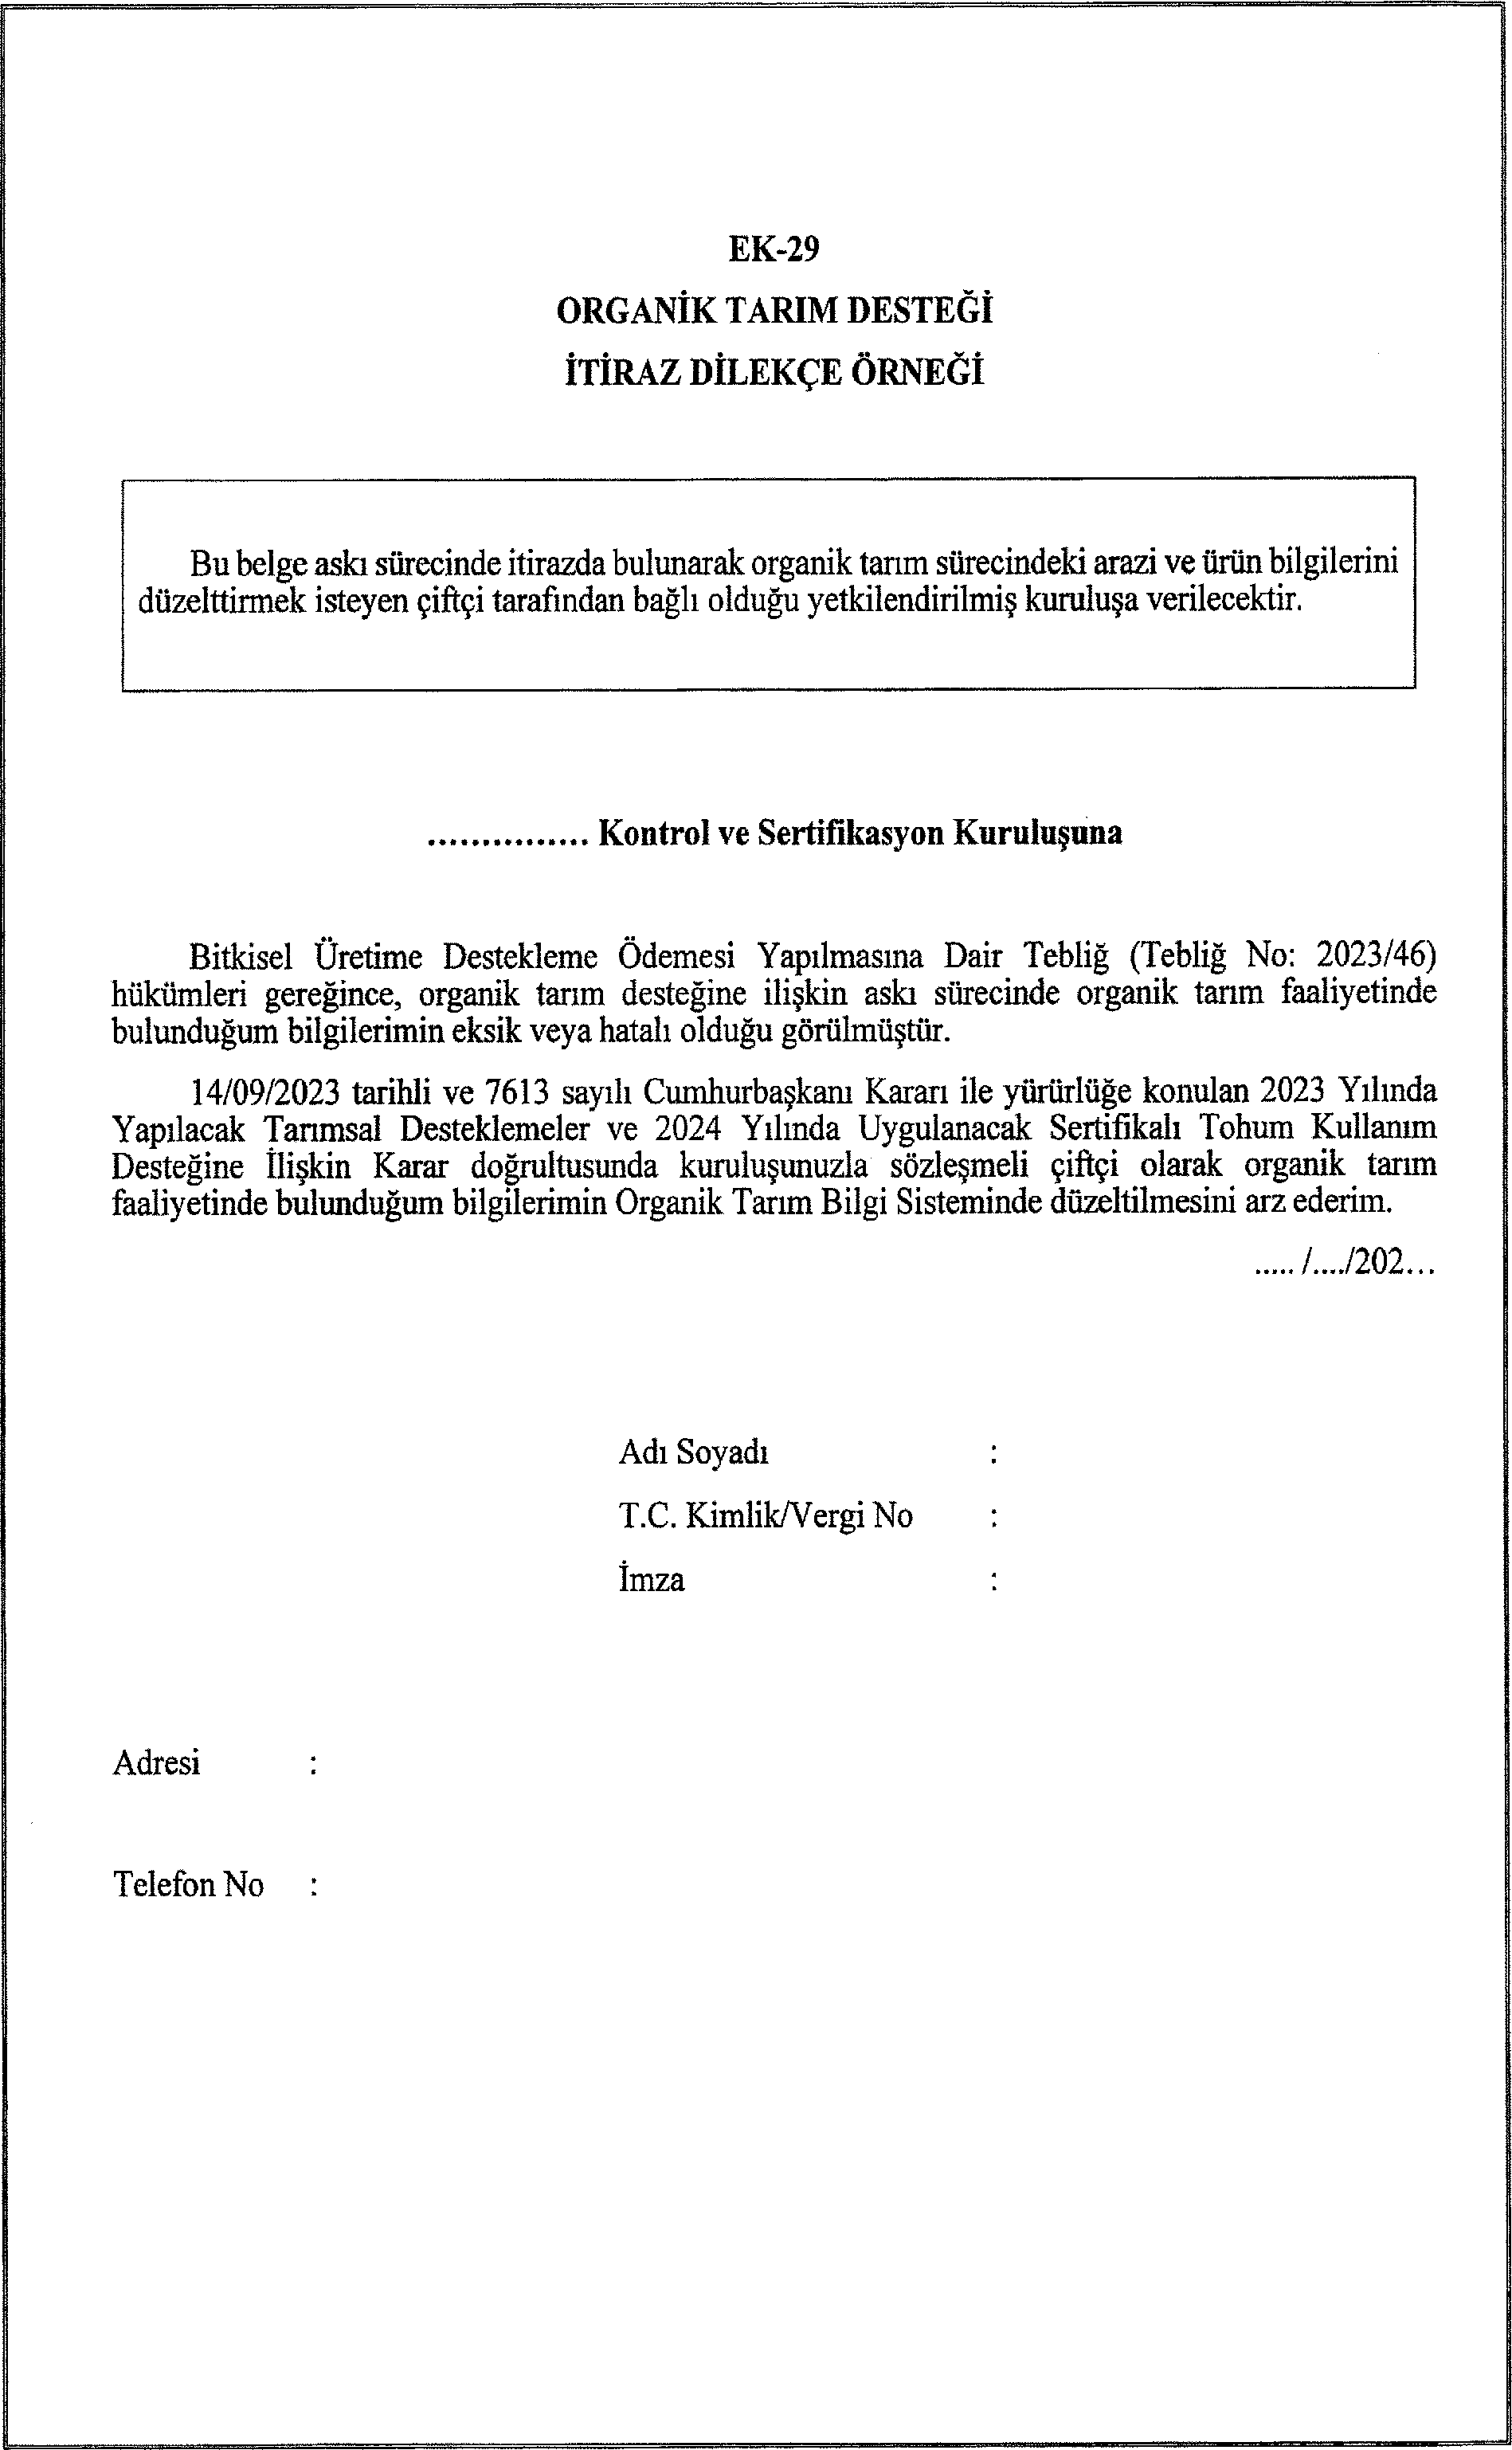 EK-29
ORGANİK TARIM DESTEĞİ
İTİRAZ DİLEKÇE ÖRNEĞİ
Bu belge askı sürecinde itirazda bulunarak organik tarım sürecindeki arazi ve ürün bilgilerini
düzelttirmek isteyen çiftçi tarafından bağlı olduğu yetkilendirilmiş kuruluşa verilecektir.
............... Kontrol ve Sertifikasyon Kuruluşuna
Bitkisel Üretime Destekleme Ödemesi Yapılmasına Dair Tebliğ (Tebliğ No: 2023/46)
hükümleri gereğince, organik tarım desteğine ilişkin askı sürecinde organik tarım faaliyetinde
bulunduğum bilgilerimin eksik veya hatalı olduğu görülmüştür.
14/09/2023 tarihli ve 7613 sayılı Cumhurbaşkanı Kararı ile yürürlüğe konulan 2023 Yılında
Yapılacak Tarımsal Desteklemeler ve 2024 Yılında Uygulanacak Sertifikalı Tohum Kullanım
Desteğine İlişkin Karar doğrultusunda kuruluşunuzla sözleşmeli çiftçi olarak organik tarım
faaliyetinde bulunduğum bilgilerimin Organik Tarım Bilgi Sisteminde düzeltilmesini arz ederim.
..... /..../202...
Adı Soyadı :
T.C. Kimlik/Vergi No :
İmza :
Adresi :
Telefon No :